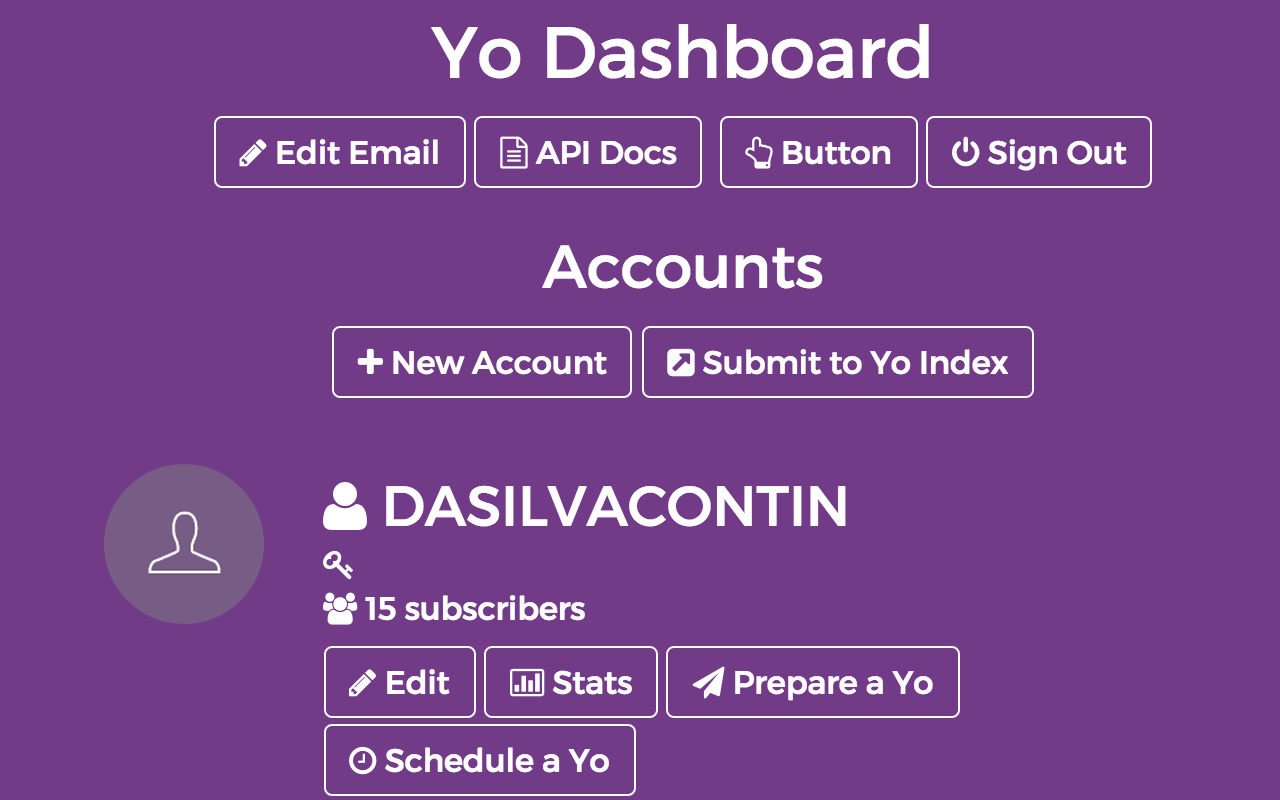 Yo Dashboard
Edit Email API Docs Button Sign Out
Accounts
New Account Submit to Yo Index
DASILVACONTIN
15 subscribers
Edit Stats Prepare a Yo
Schedule a Yo